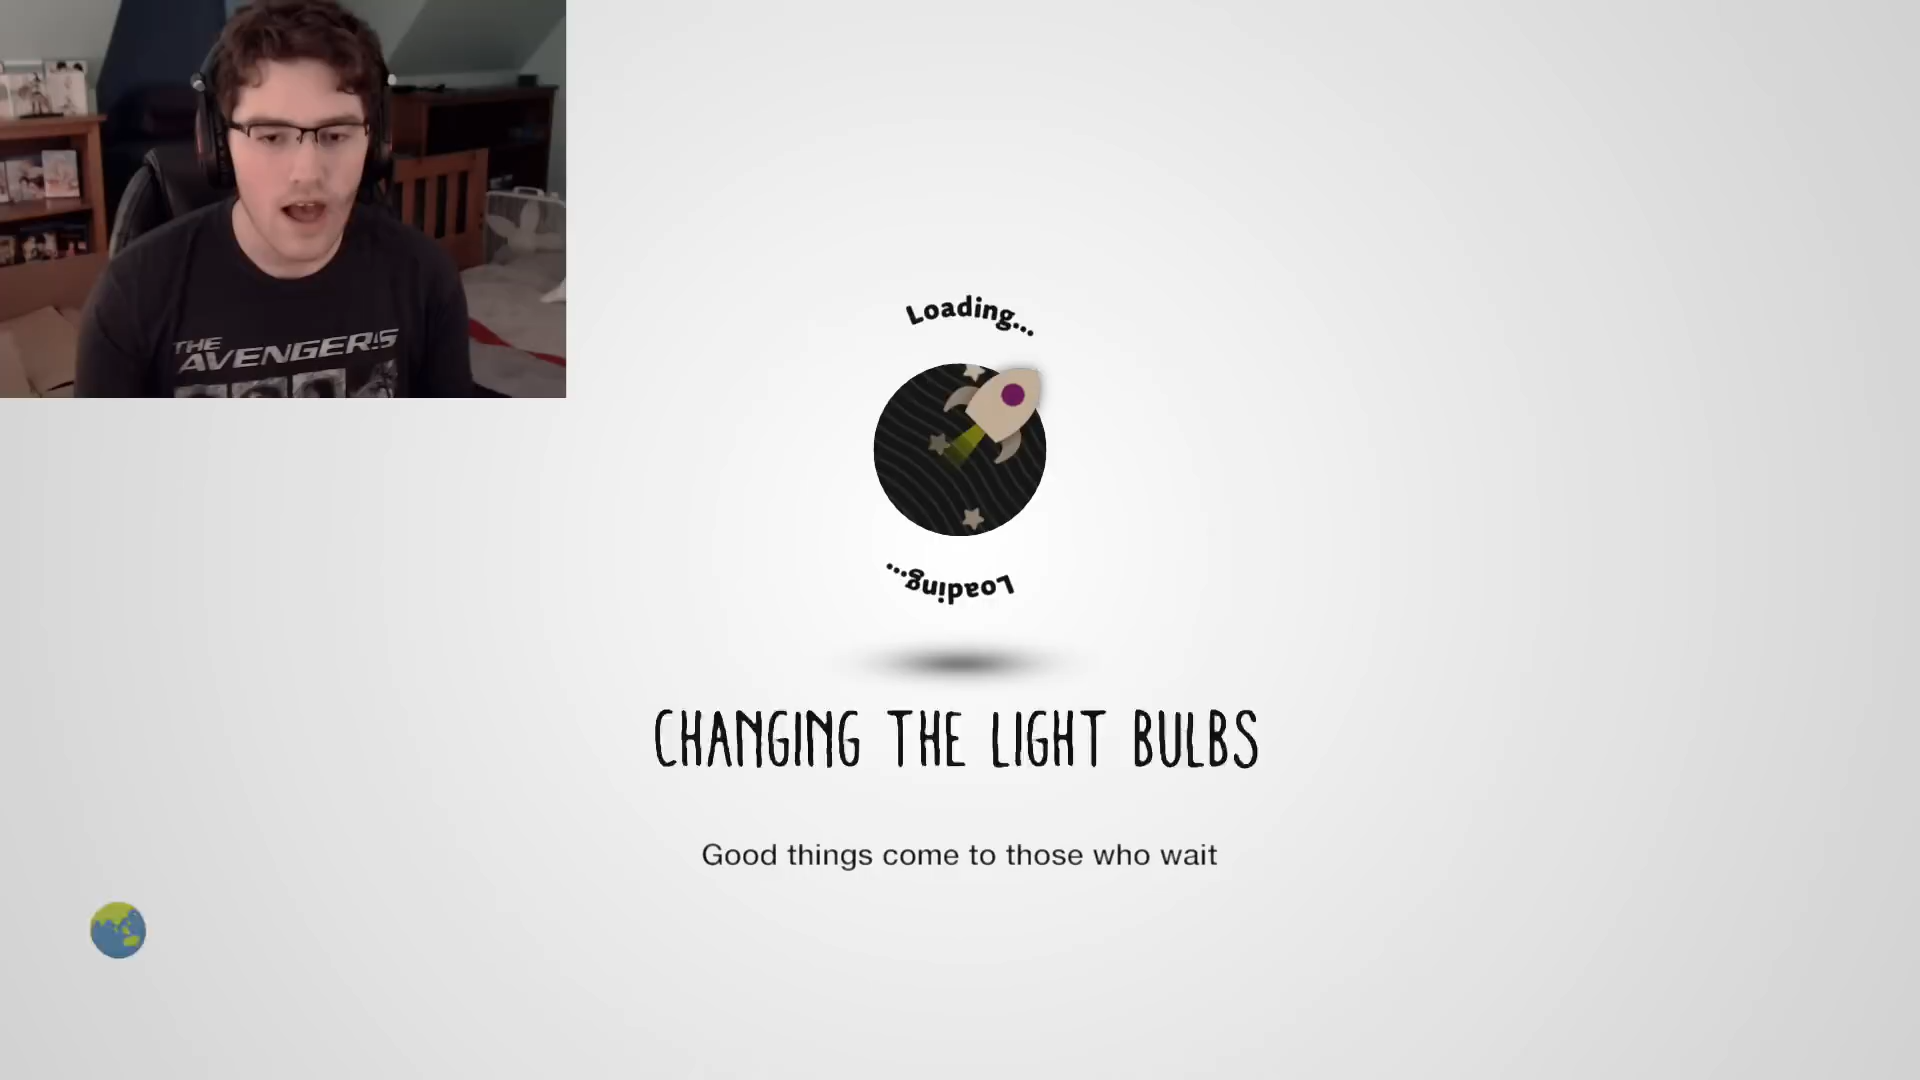 THE
AVENGERS
Loading...
Loading...
CHANGING THE LIGHT BULBS
Good things come to those who wait